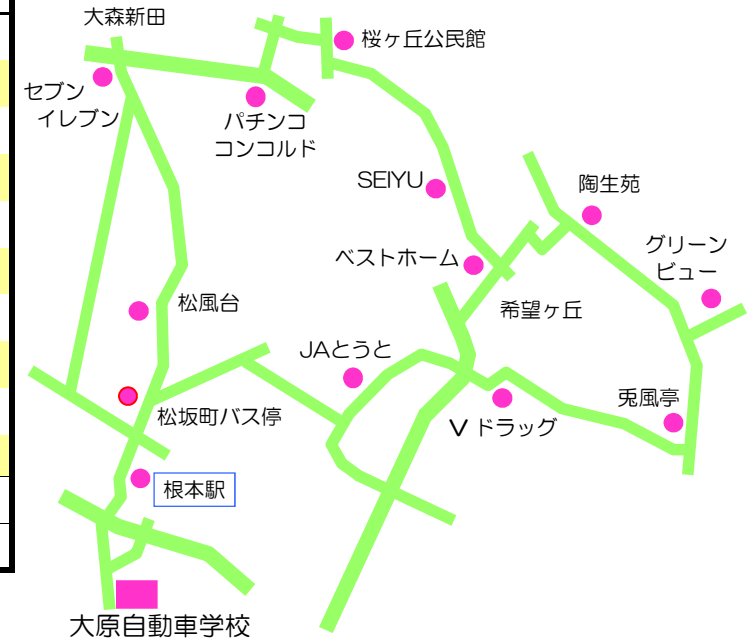 大森新田
桜ヶ丘公民館
セブン
イレブン
パチンコ
コンコルド
SEIYU
陶生苑
グリーン
ビュー
ベストホーム
松風台
希望ヶ丘
JAとうと
兎風亭
松坂町バス停
V ドラッグ
根本駅
大原自動車学校